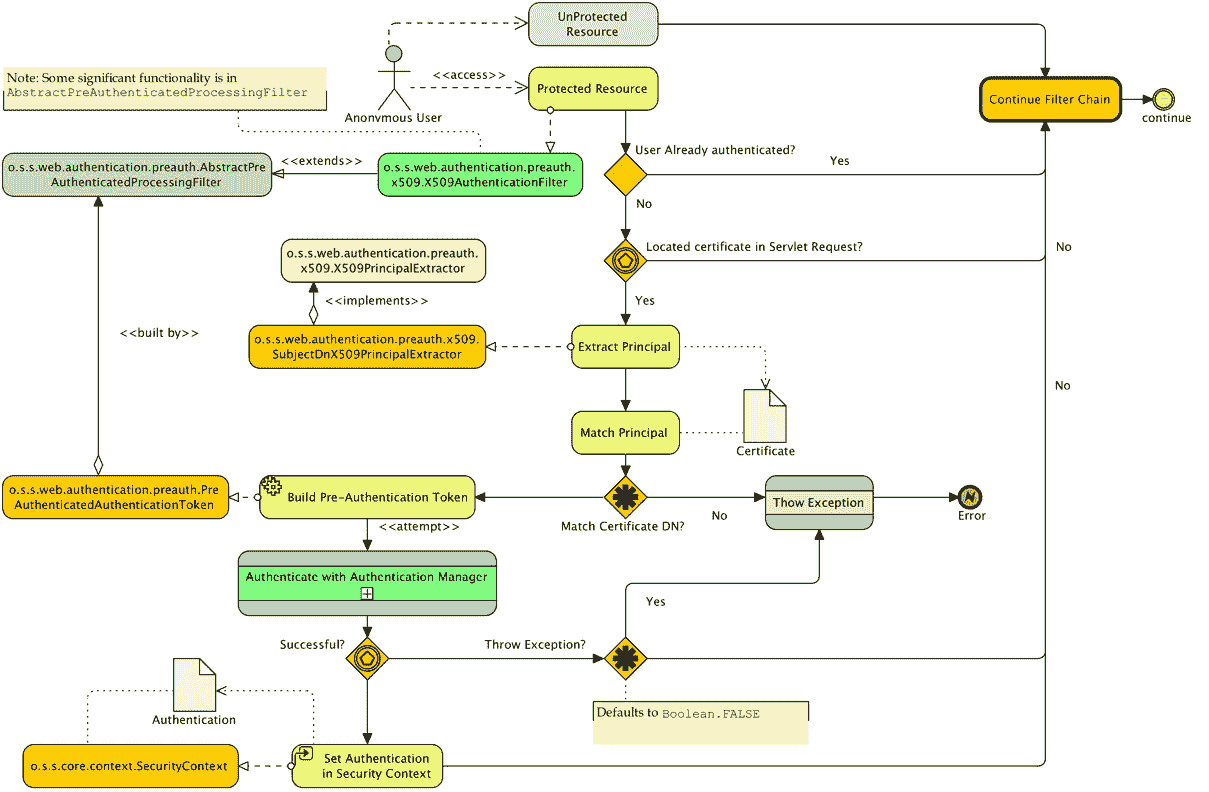 UnProtected
Resource
Note: Some significant functionality is in
AbstractPreAuthenticatedProcessingFilter
<<access>>
Protected Resource
Anonymous User
Continue Filter Chain
continue
o.s.s.web.authentication.preauth.AbstractPre
AuthenticatedProcessingFilter
<<extends>>
o.s.s.web.authentication.preauth.
x509.X509AuthenticationFilter
User Already authenticated?
Yes
No
o.s.s.web.authentication.preauth.
x509.X509PrincipalExtractor
Located certificate in Servlet Request?
No
<<implements>>
Yes
<<built by>>
o.s.s.web.authentication.preauth.x509.
SubjectDnX509PrincipalExtractor
Extract Principal
No
Match Principal
Certificate
o.s.s.web.authentication.preauth.Pre
AuthenticatedAuthenticationToken
Build Pre-Authentication Token
Match Certificate DN?
No
Thow Exception
Error
<<attempt>>
Authenticate with Authentication Manager
Yes
Successful?
Throw Exception?
Authentication
Defaults to Boolean.FALSE
o.s.s.core.context.SecurityContext
Set Authentication
in Security Context